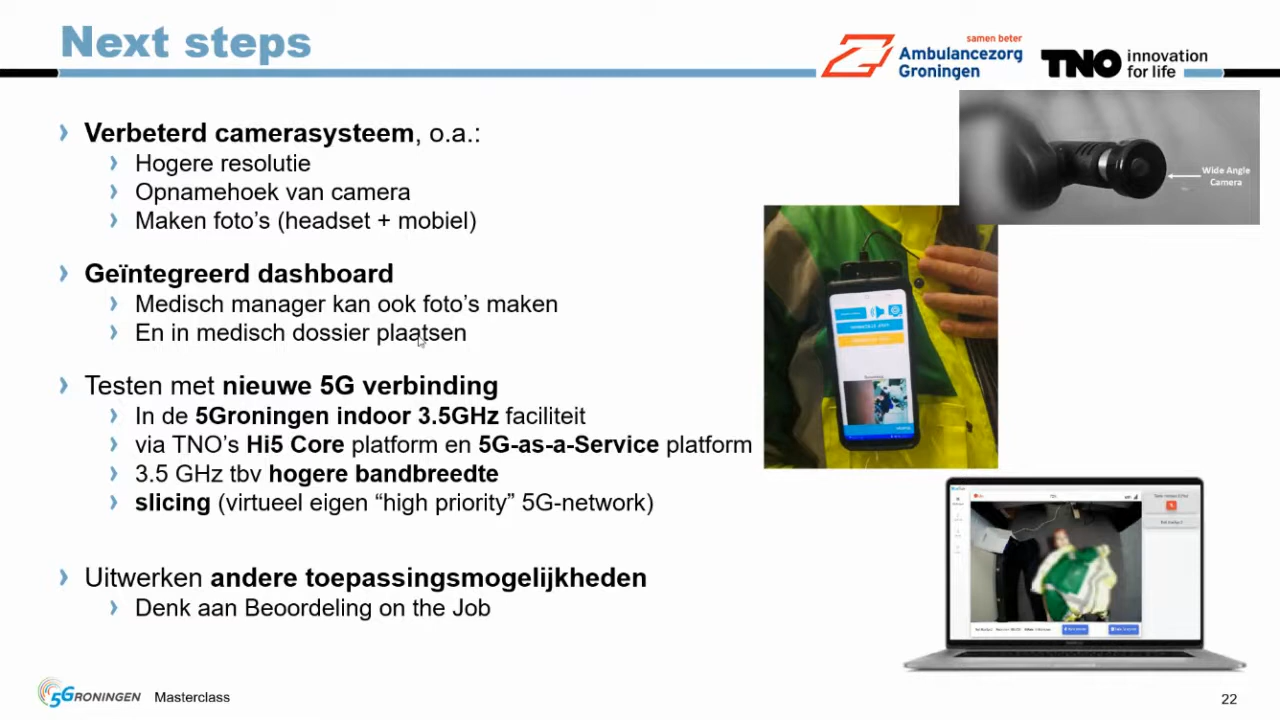 Next steps
samen beter
Ambulancezorg
Groningen
TNO innovation
for life
Verbeterd camerasysteem, o.a.:
Hogere resolutie
Opnamehoek van camera
Maken foto’s (headset + mobiel)
Wide Angle
Camera
Geïntegreerd dashboard
Medisch manager kan ook foto’s maken
En in medisch dossier plaatsen
Testen met nieuwe 5G verbinding
In de 5Groningen indoor 3.5GHz faciliteit
via TNO’s Hi5 Core platform en 5G-as-a-Service platform
3.5 GHz tbv hogere bandbreedte
slicing (virtueel eigen “high priority” 5G-network)
Uitwerken andere toepassingsmogelijkheden
Denk aan Beoordeling on the Job
5Groningen
Masterclass
22